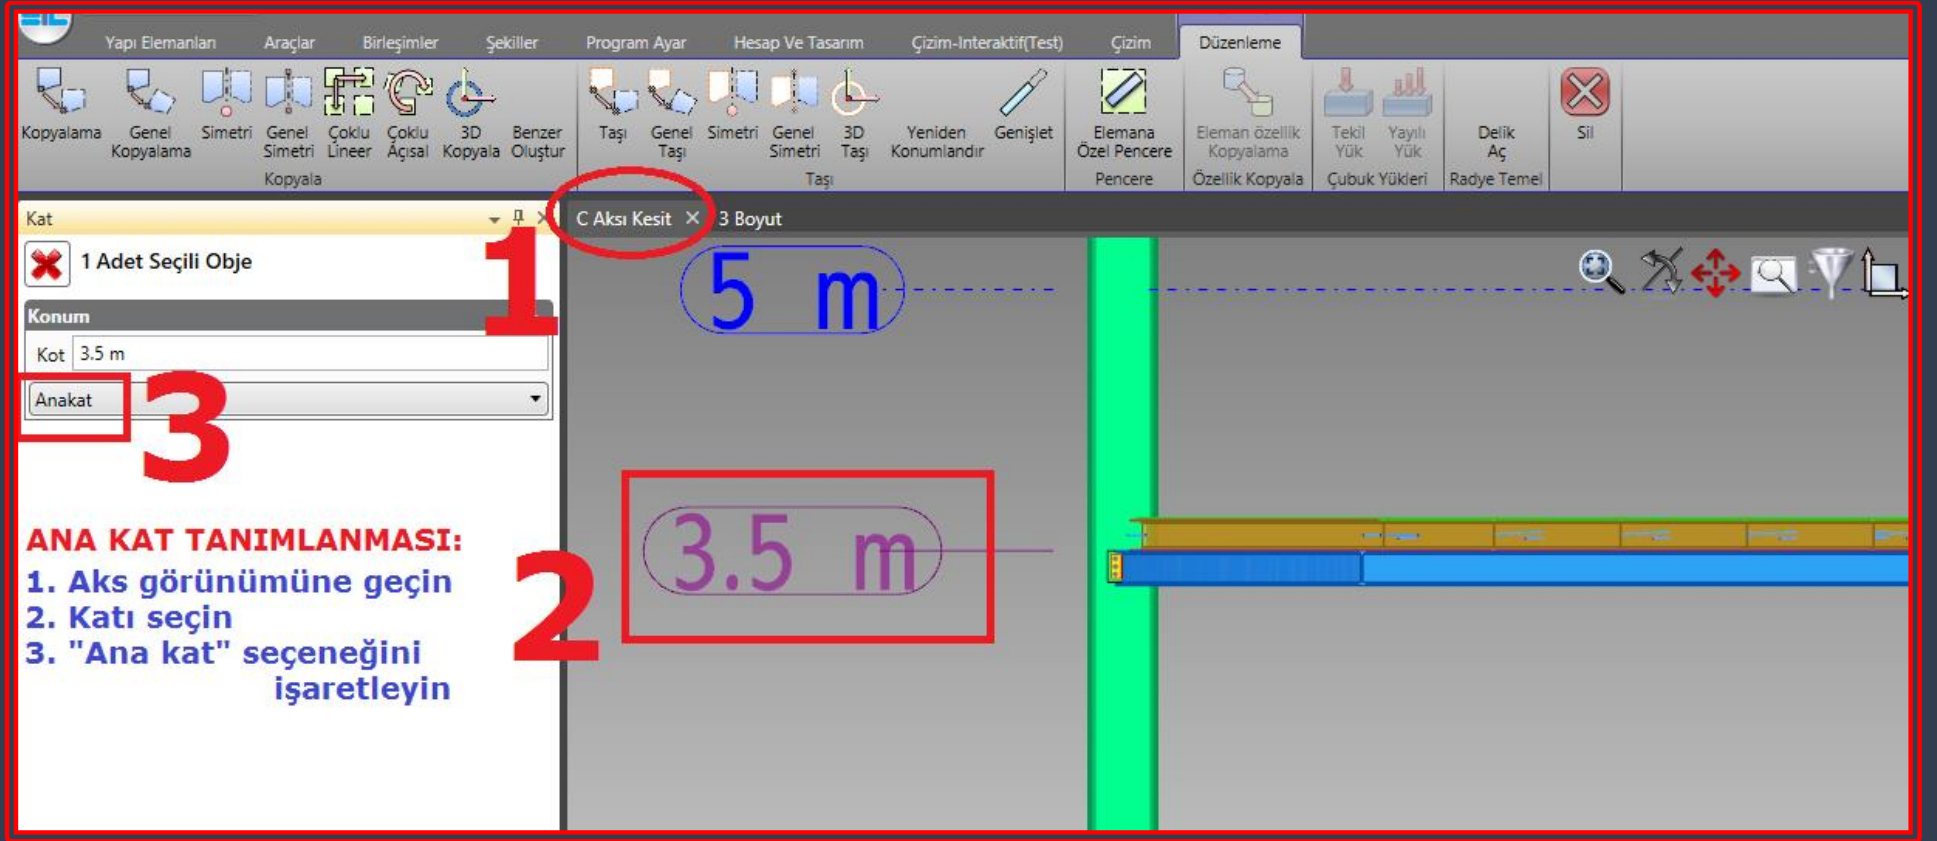 Yapı Elemanları Araçlar Birleşimler Şekiller Program Ayar Hesap Ve Tasarım Çizim-Interaktif(Test) Çizim Düzenleme
Kopyalama Genel Simetri Genel Çoklu Çoklu 3D Benzer Taşı Genel Simetri Genel 3D Yeniden Genişlet Elemana Eleman özellik Tekil Yayılı Delik Sil
Kopyalama Simetri Lineer Açısal Kopyala Oluştur Taşı Simetri Taşı Konumlandır Özel Pencere Kopyalama Yük Yük Aç
Kopyala Taşı Pencere Özellik Kopyala Çubuk Yükleri Radye Temel
Kat C Aksı Kesit 3 Boyut
1 Adet Seçili Obje
1
5 m
Konum
Kot 3.5 m
Anakat
3
3.5 m
2
ANA KAT TANIMLANMASI:
1. Aks görünümüne geçin
2. Katı seçin
3. "Ana kat" seçeneğini
işaretleyin